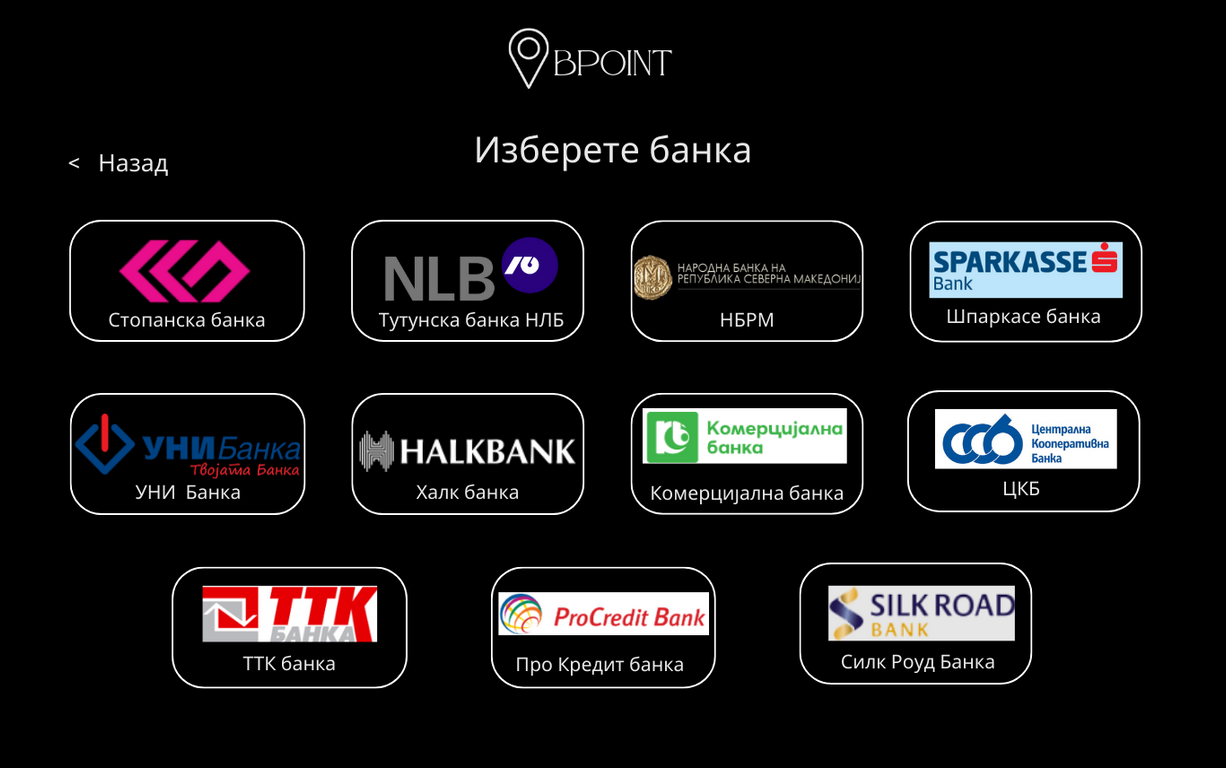 BPOINT
Изберете банка
< Назад
Стопанска банка
NLB
Тутунска банка НЛБ
НАРОДНА БАНКА НА
РЕПУБЛИКА СЕВЕРНА МАКЕДОНИЈ
НБРМ
SPARKASSE
Bank
Шпаркасе банка
УНИБанка
Твојата Банка
УНИ Банка
HALKBANK
Халк банка
Комерцијална
банка
Комерцијална банка
Централна
Кооперативна
Банка
ЦКБ
ТТК
БАНКА
ТТК банка
ProCredit Bank
Про Кредит банка
SILK ROAD
BANK
Силк Роуд Банка